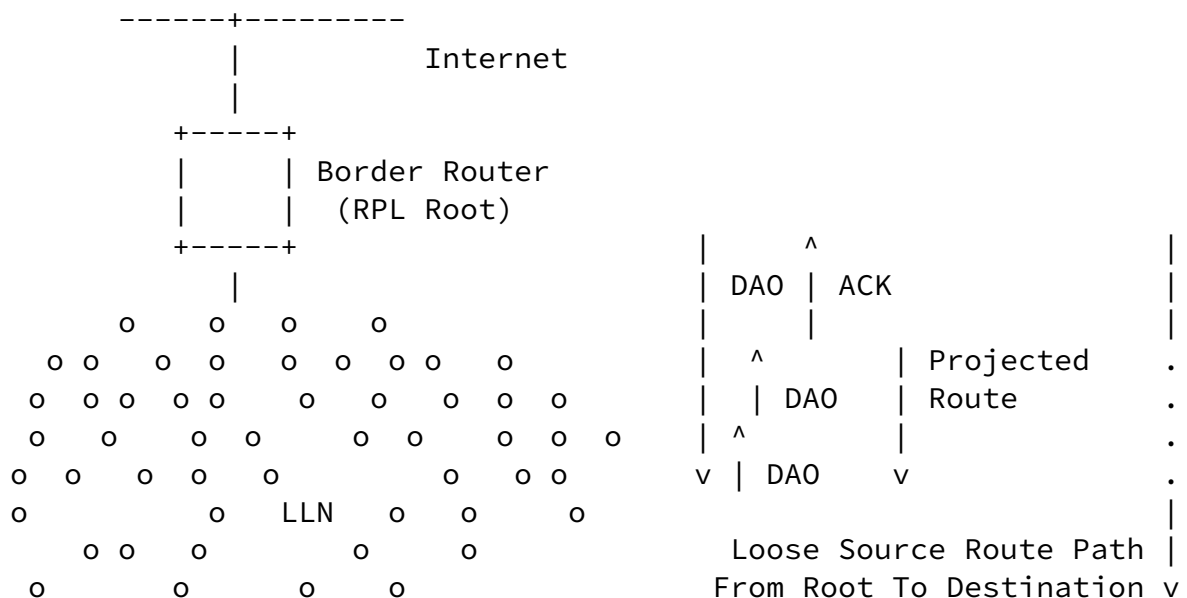 ------+---------
|          Internet
|
+-----+
|     | Border Router
|     |  (RPL Root)
+-----+                      |     ^                   |
|                         | DAO | ACK               |
o    o   o    o                  |     |                   |
o o   o  o   o  o  o o   o          |  ^       | Projected    .
o  o o  o o    o   o   o  o  o       |  | DAO   | Route        .
o   o    o  o     o  o    o  o  o    | ^        |              .
o  o   o  o   o         o   o o       v | DAO    v              .
o          o   LLN   o   o     o                                |
o o   o        o     o              Loose Source Route Path |
o       o      o    o                 From Root To Destination v